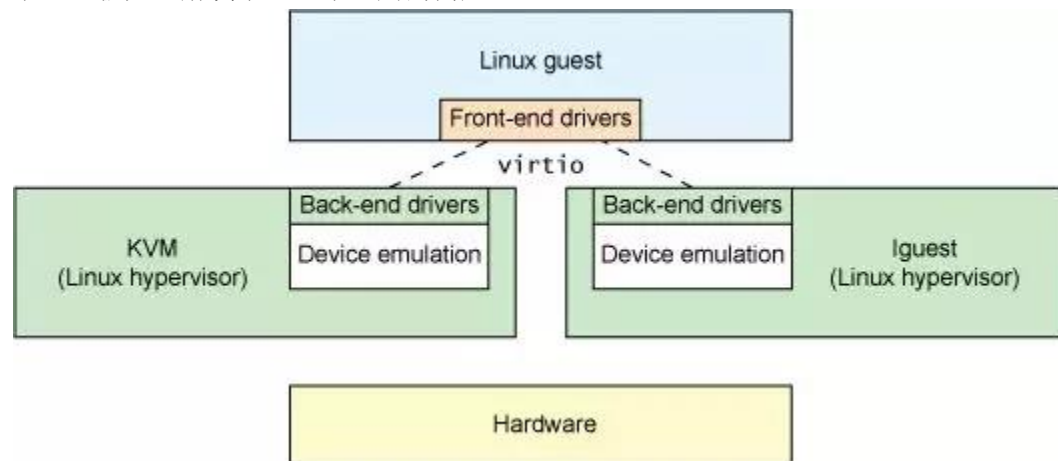 Linux guest
Front-end drivers
virtio
Back-end drivers
Back-end drivers
KVM
(Linux hypervisor)
Device emulation
Device emulation
lguest
(Linux hypervisor)
Hardware